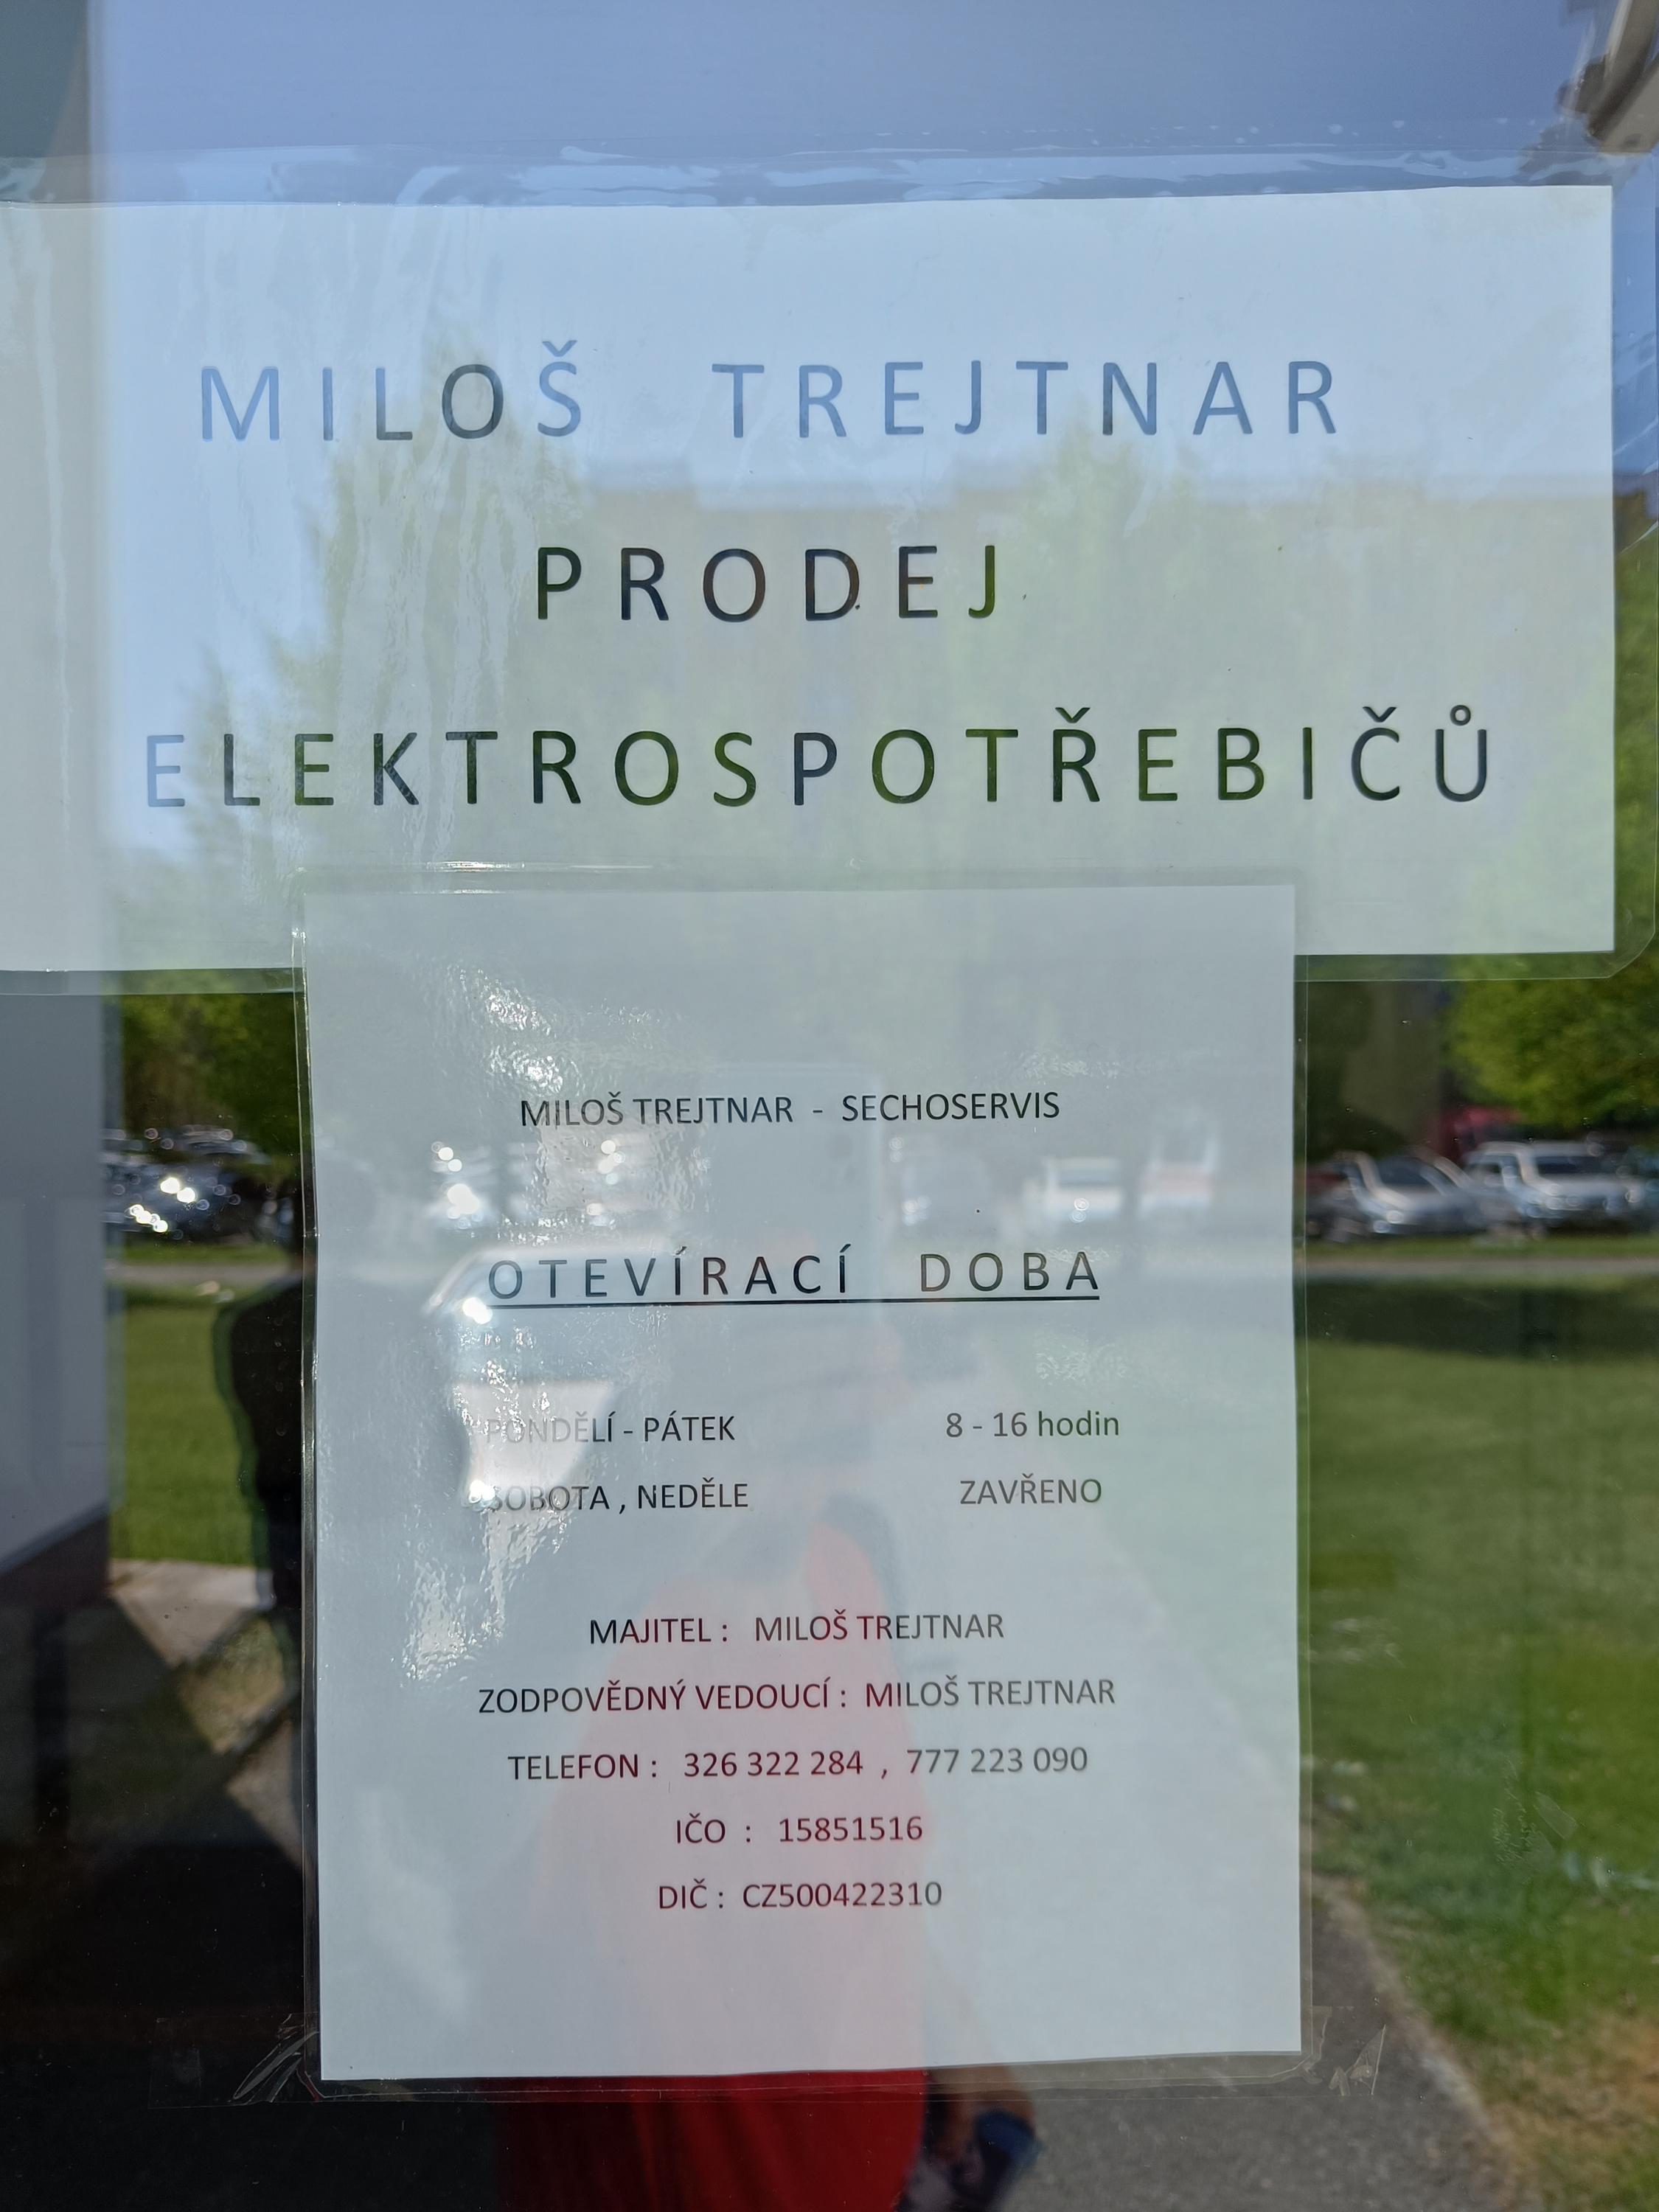 MILOŠ TREJTNAR
PRODEJ
ELEKTROSPOTŘEBIČŮ
MILOŠ TREJTNAR - SECHOSERVIS
OTEVÍRACÍ DOBA
PONDĚLÍ - PÁTEK 8 - 16 hodin
SOBOTA , NEDĚLE ZAVŘENO
MAJITEL : MILOŠ TREJTNAR
ZODPOVĚDNÝ VEDOUCÍ : MILOŠ TREJTNAR
TELEFON : 326 322 284 , 777 223 090
IČO : 15851516
DIČ : CZ500422310